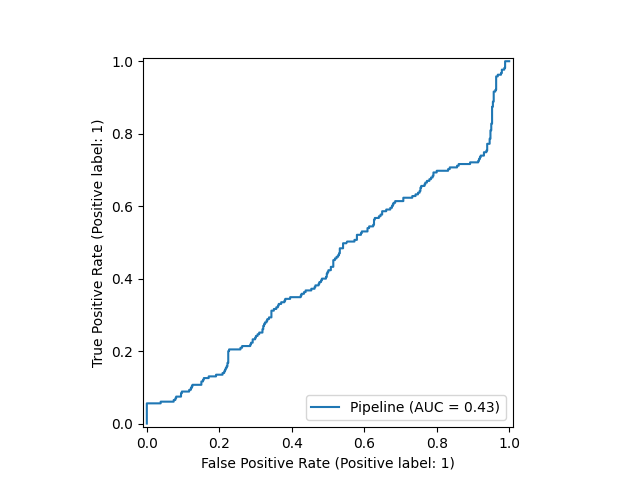 1.0
0.8
0.6
0.4
0.2
0.0
True Positive Rate (Positive label: 1)
Pipeline (AUC = 0.43)
0.0 0.2 0.4 0.6 0.8 1.0
False Positive Rate (Positive label: 1)